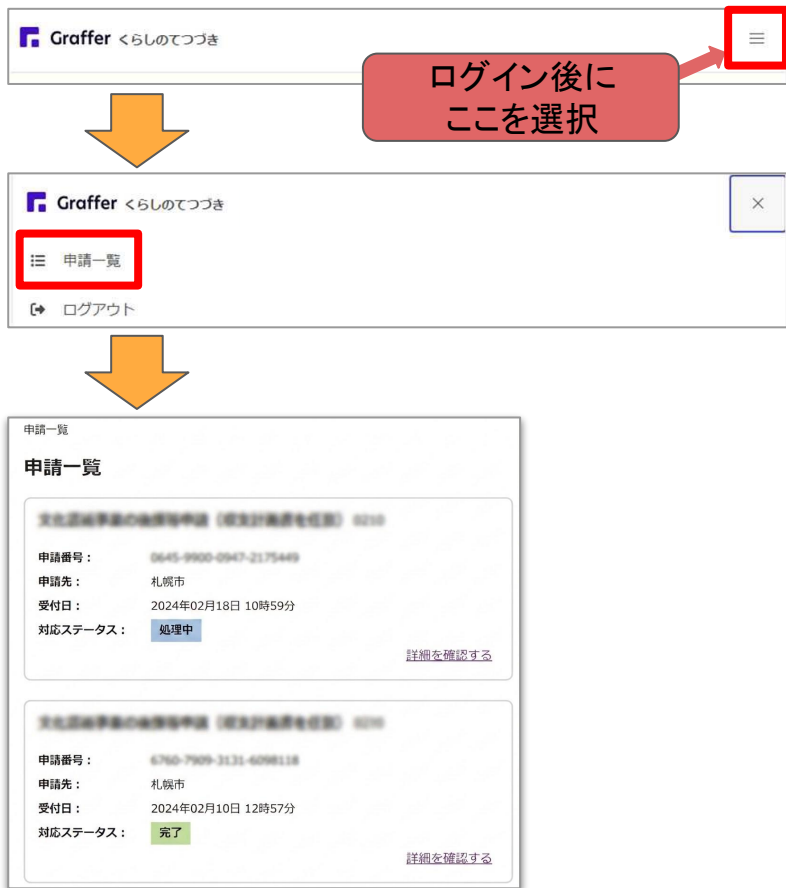 Graffer くらしのてつづき
ログイン後に
ここを選択
Graffer くらしのてつづき
申請一覧
ログアウト
申請一覧
申請一覧
申請番号：
申請先： 札幌市
受付日： 2024年02月18日 10時59分
対応ステータス： 処理中
詳細を確認する
申請番号：
申請先： 札幌市
受付日： 2024年02月10日 12時57分
対応ステータス： 完了
詳細を確認する